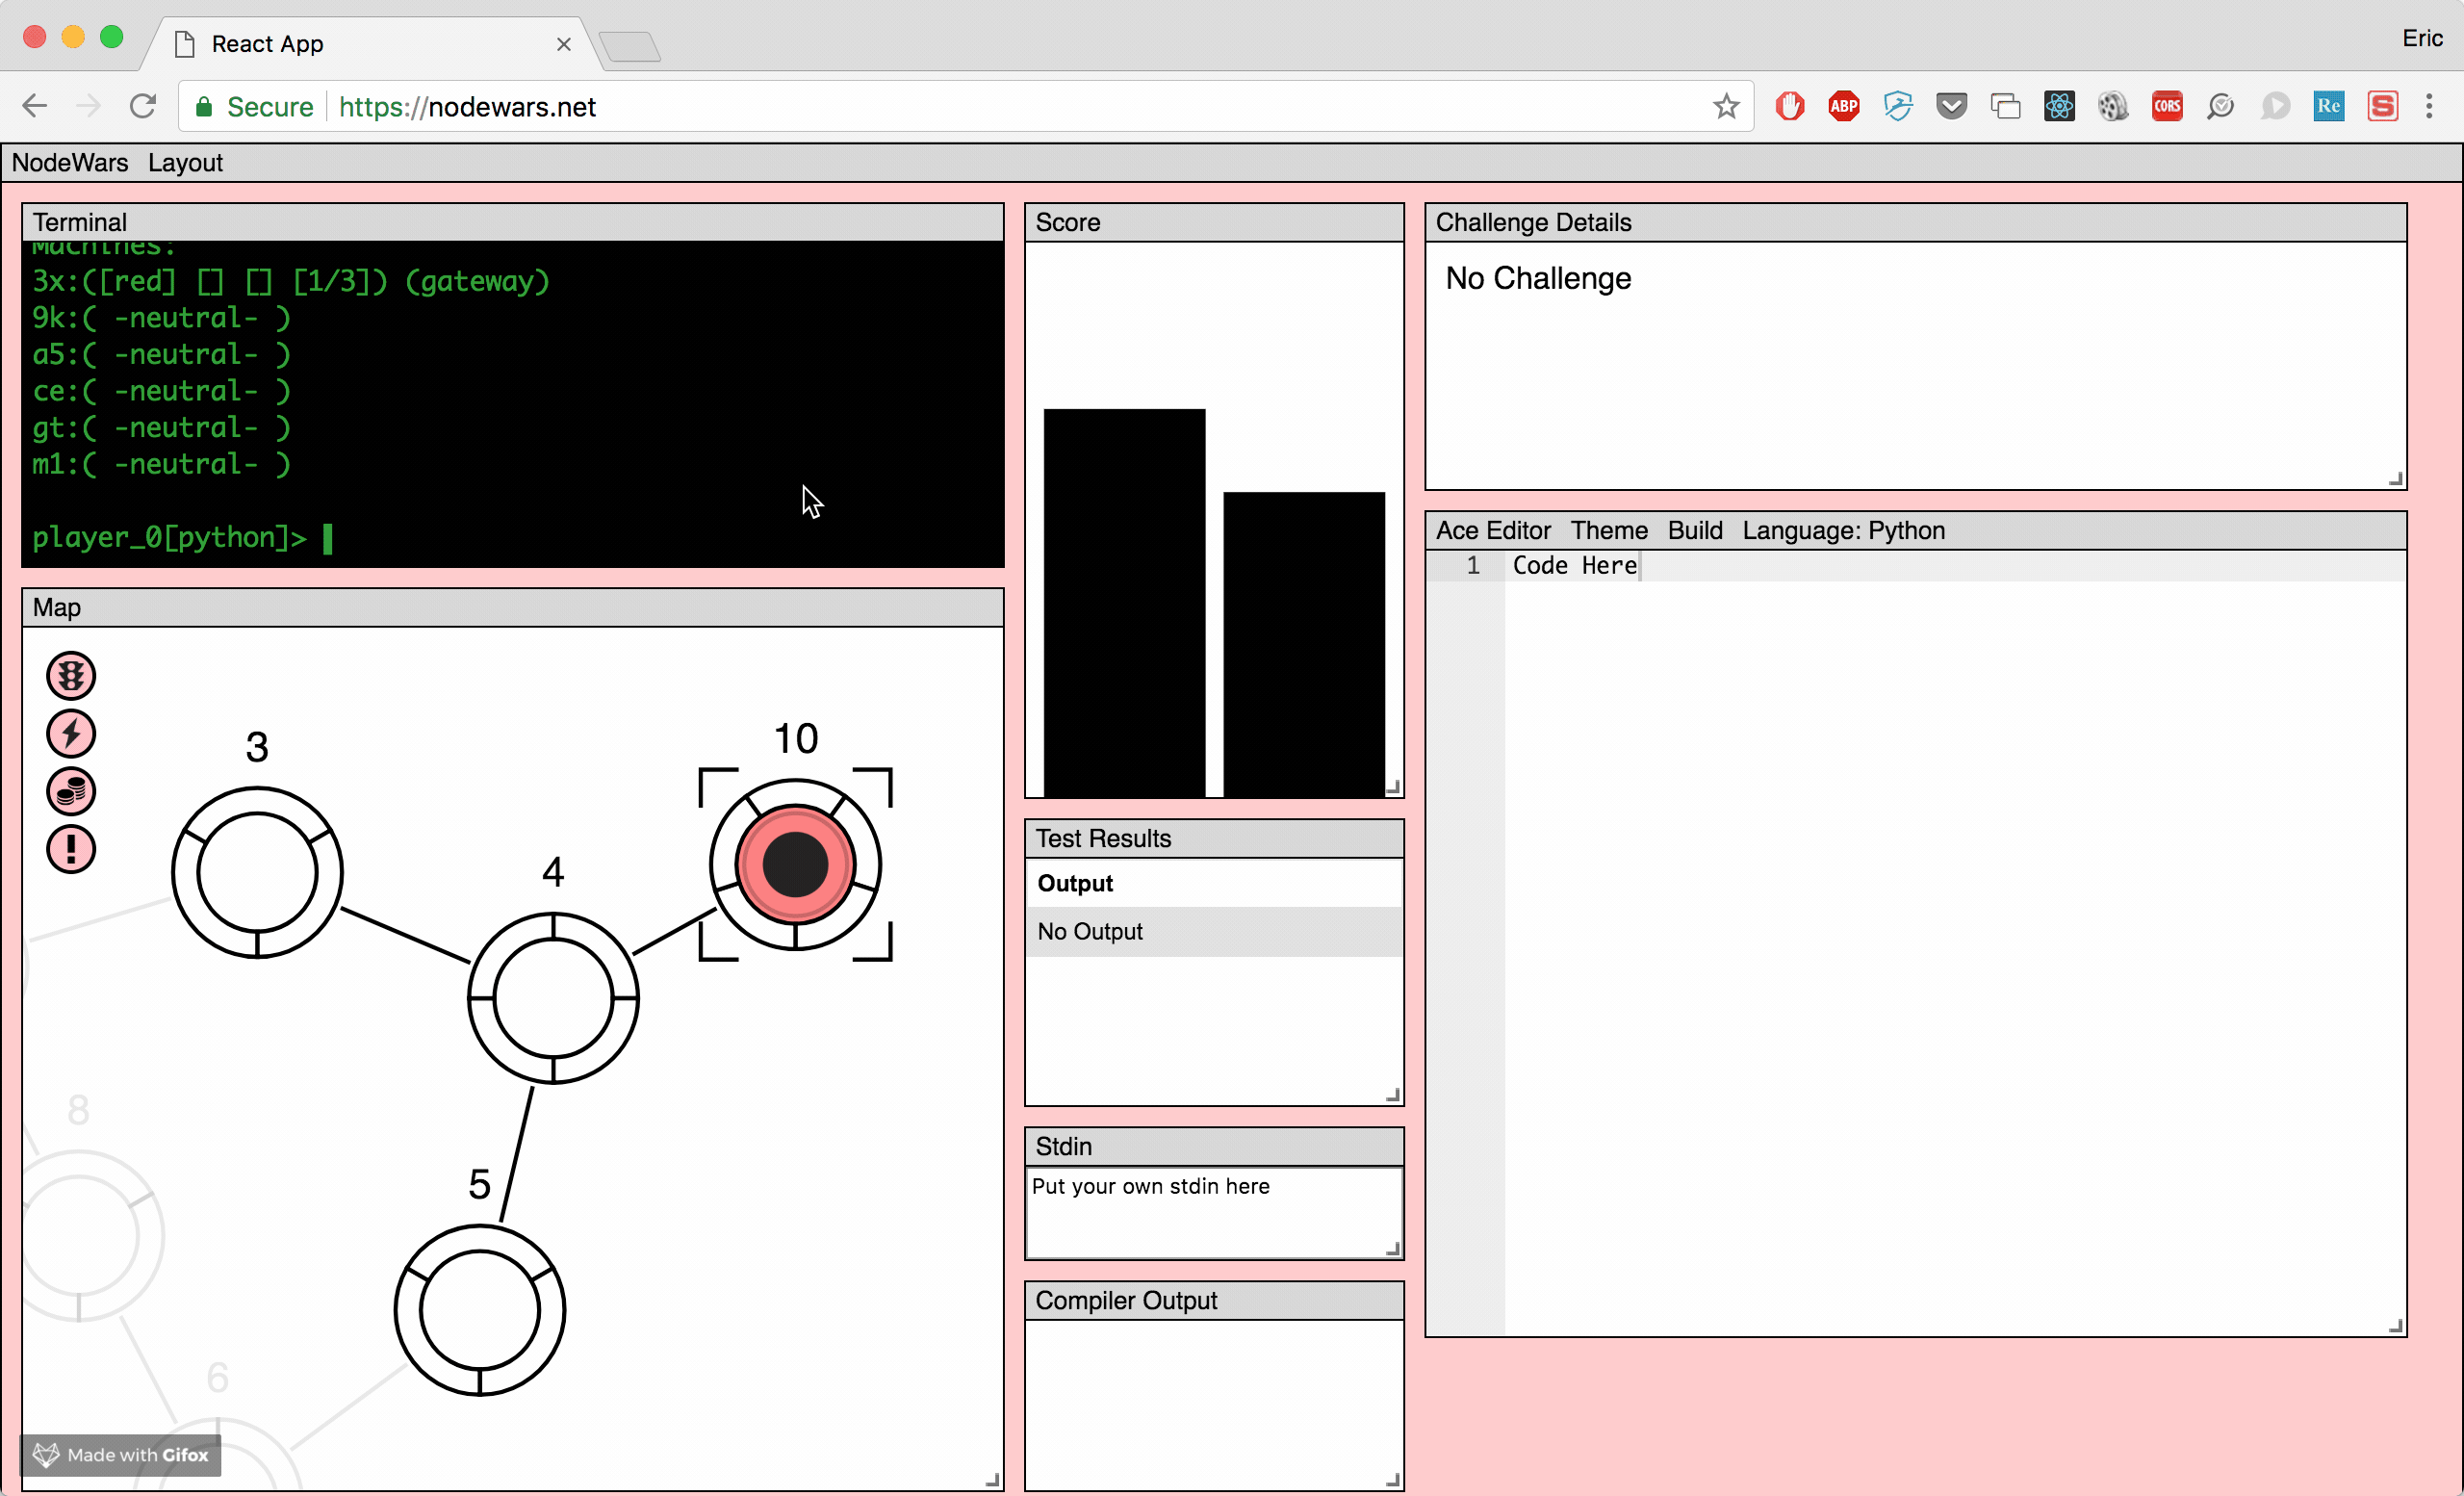 React App
Eric
Secure https://nodewars.net
ABP
CORS
Re
S
NodeWars Layout
Terminal
Machines:
3x:([red] [] [] [1/3]) (gateway)
9k:( -neutral- )
a5:( -neutral- )
ce:( -neutral- )
gt:( -neutral- )
m1:( -neutral- )
player_0[python]>
Map
3
10
4
5
8
6
Made with Gifox
Score
Test Results
Output
No Output
Stdin
Put your own stdin here
Compiler Output
Challenge Details
No Challenge
Ace Editor Theme Build Language: Python
1 Code Here